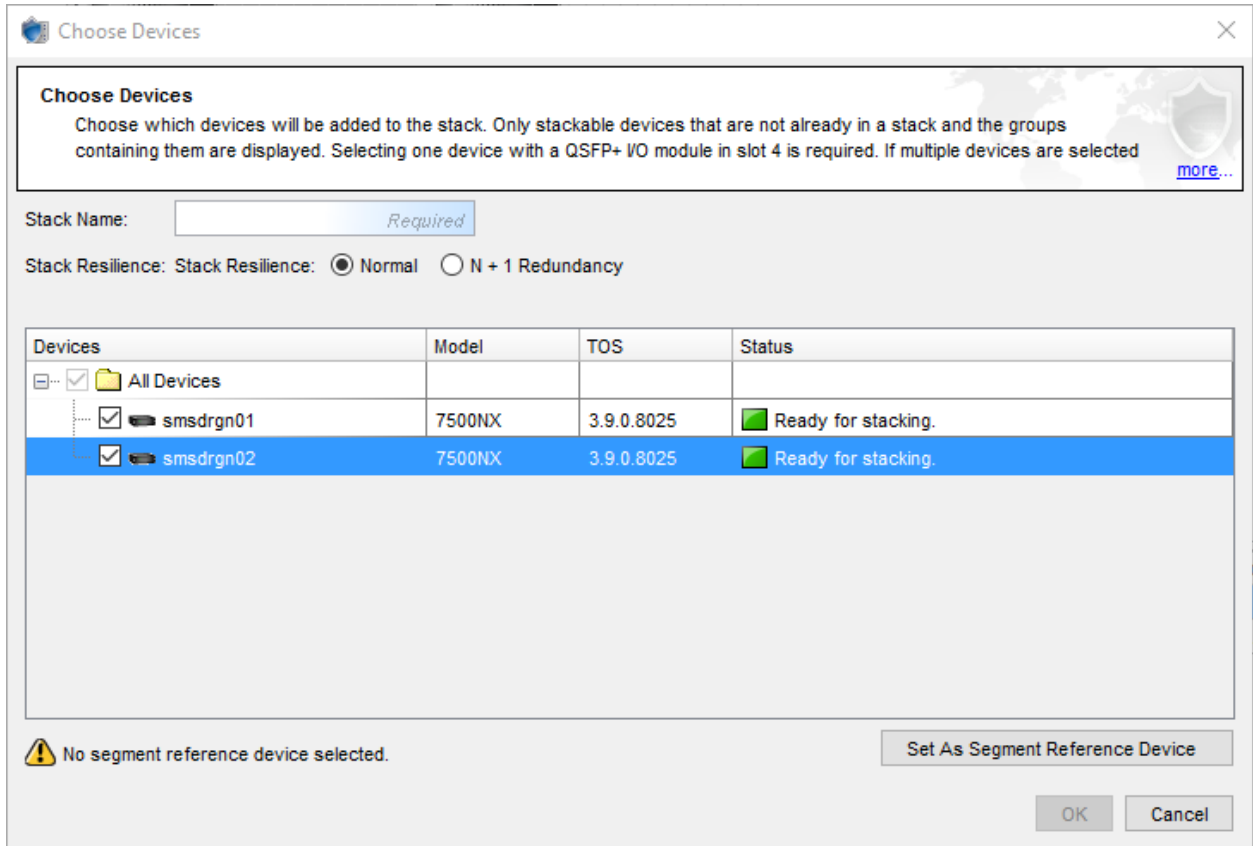 Choose Devices
Choose Devices
Choose which devices will be added to the stack. Only stackable devices that are not already in a stack and the groups
containing them are displayed. Selecting one device with a QSFP+ I/O module in slot 4 is required. If multiple devices are selected
more...
Stack Name: Required
Stack Resilience: Stack Resilience: Normal N + 1 Redundancy
Devices Model TOS Status
All Devices
smsdrgn01 7500NX 3.9.0.8025 Ready for stacking.
smsdrgn02 7500NX 3.9.0.8025 Ready for stacking.
No segment reference device selected. Set As Segment Reference Device
OK Cancel